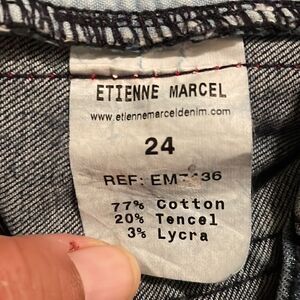 ETIENNE MARCEL
www.etiennemarceldenim.com
24
REF:
77% Cotton
20% Tencel
3% Lycra